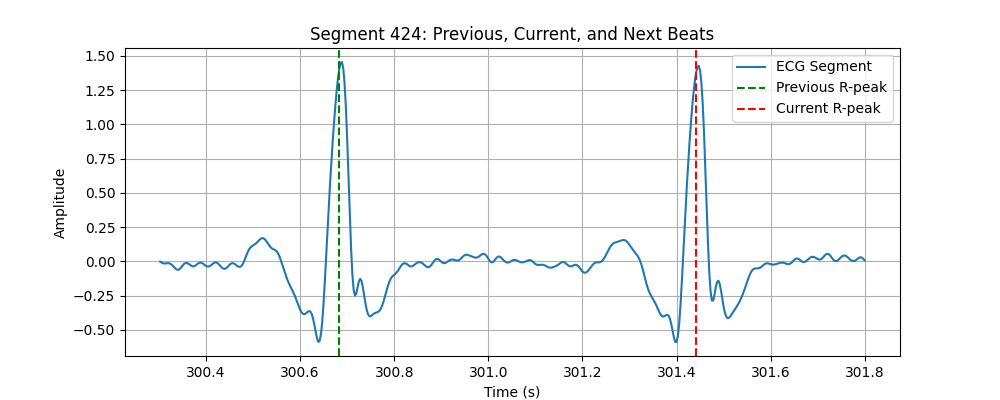 Segment 424: Previous, Current, and Next Beats
ECG Segment
Previous R-peak
Current R-peak
1.50
1.25
1.00
0.75
0.50
0.25
0.00
−0.25
−0.50
Amplitude
300.4 300.6 300.8 301.0 301.2 301.4 301.6 301.8
Time (s)